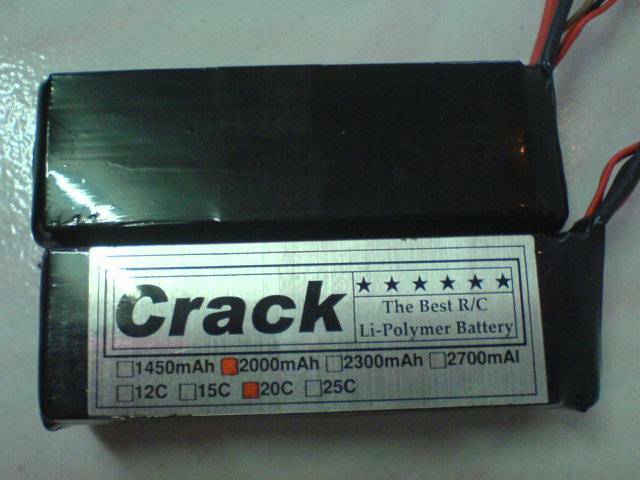 Crack
The Best R/C
Li-Polymer Battery
1450mAh 2000mAh 2300mAh 2700mAl
12C 15C 20C 25C